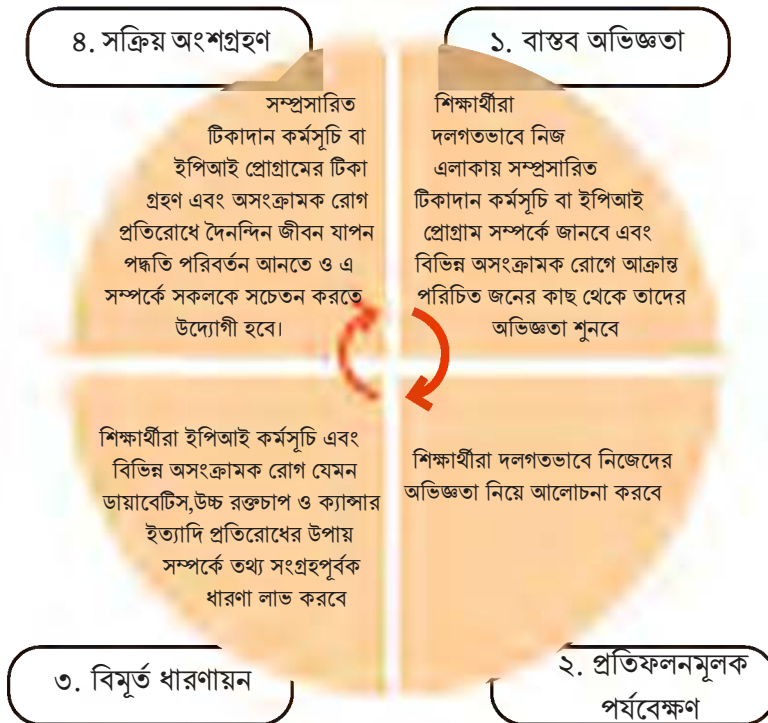 ৪. সক্রিয় অংশগ্রহণ
সম্প্রসারিত
টিকাদান কর্মসূচি বা
ইপিআই প্রোগ্রামের টিকা
গ্রহণ এবং অসংক্রামক রোগ
প্রতিরোধে দৈনন্দিন জীবন যাপন
পদ্ধতি পরিবর্তন আনতে ও এ
সম্পর্কে সকলকে সচেতন করতে
উদ্যোগী হবে।
১. বাস্তব অভিজ্ঞতা
শিক্ষার্থীরা
দলগতভাবে নিজ
এলাকায় সম্প্রসারিত
টিকাদান কর্মসূচি বা ইপিআই
প্রোগ্রাম সম্পর্কে জানবে এবং
বিভিন্ন অসংক্রামক রোগে আক্রান্ত
পরিচিত জনের কাছ থেকে তাদের
অভিজ্ঞতা শুনবে
শিক্ষার্থীরা ইপিআই কর্মসূচি এবং
বিভিন্ন অসংক্রামক রোগ যেমন
ডায়াবেটিস,উচ্চ রক্তচাপ ও ক্যান্সার
ইত্যাদি প্রতিরোধের উপায়
সম্পর্কে তথ্য সংগ্রহপূর্বক
ধারণা লাভ করবে
৩. বিমূর্ত ধারণায়ন
শিক্ষার্থীরা দলগতভাবে নিজেদের
অভিজ্ঞতা নিয়ে আলোচনা করবে
২. প্রতিফলনমূলক
পর্যবেক্ষণ